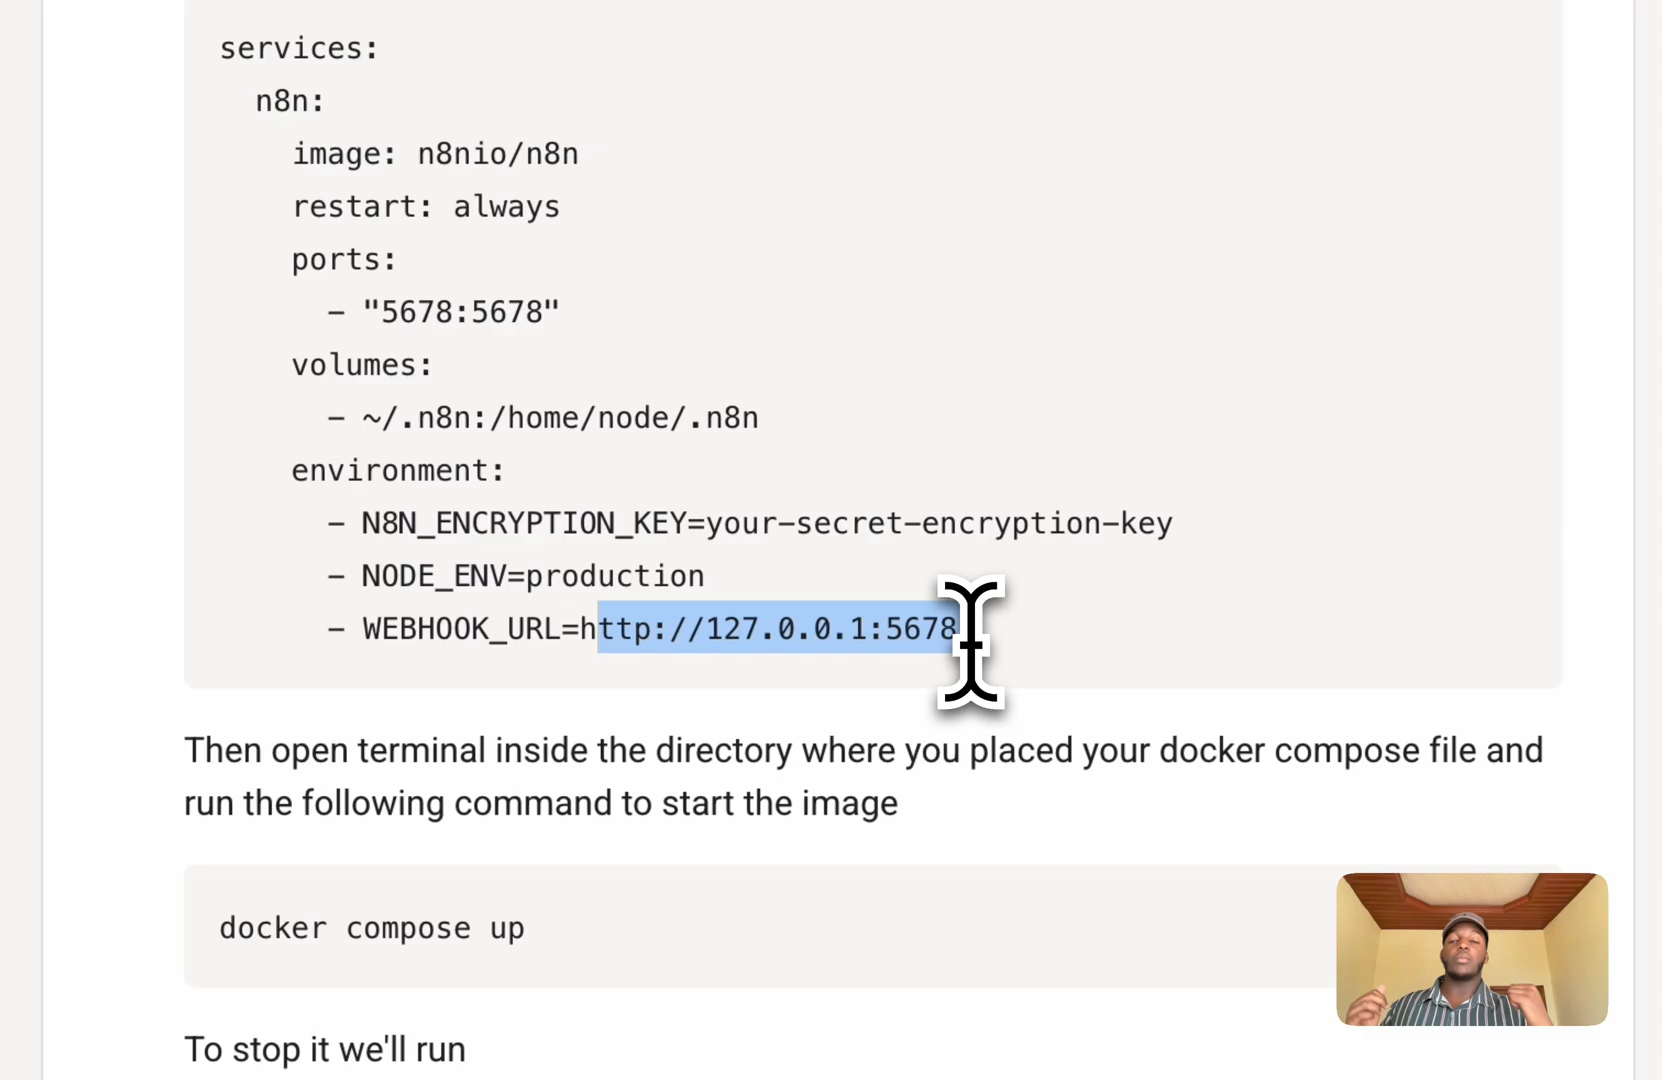 services:
n8n:
image: n8nio/n8n
restart: always
ports:
- "5678:5678"
volumes:
- ~/.n8n:/home/node/.n8n
environment:
- N8N_ENCRYPTION_KEY=your-secret-encryption-key
- NODE_ENV=production
- WEBHOOK_URL=http://127.0.0.1:5678
Then open terminal inside the directory where you placed your docker compose file and
run the following command to start the image
docker compose up
To stop it we'll run